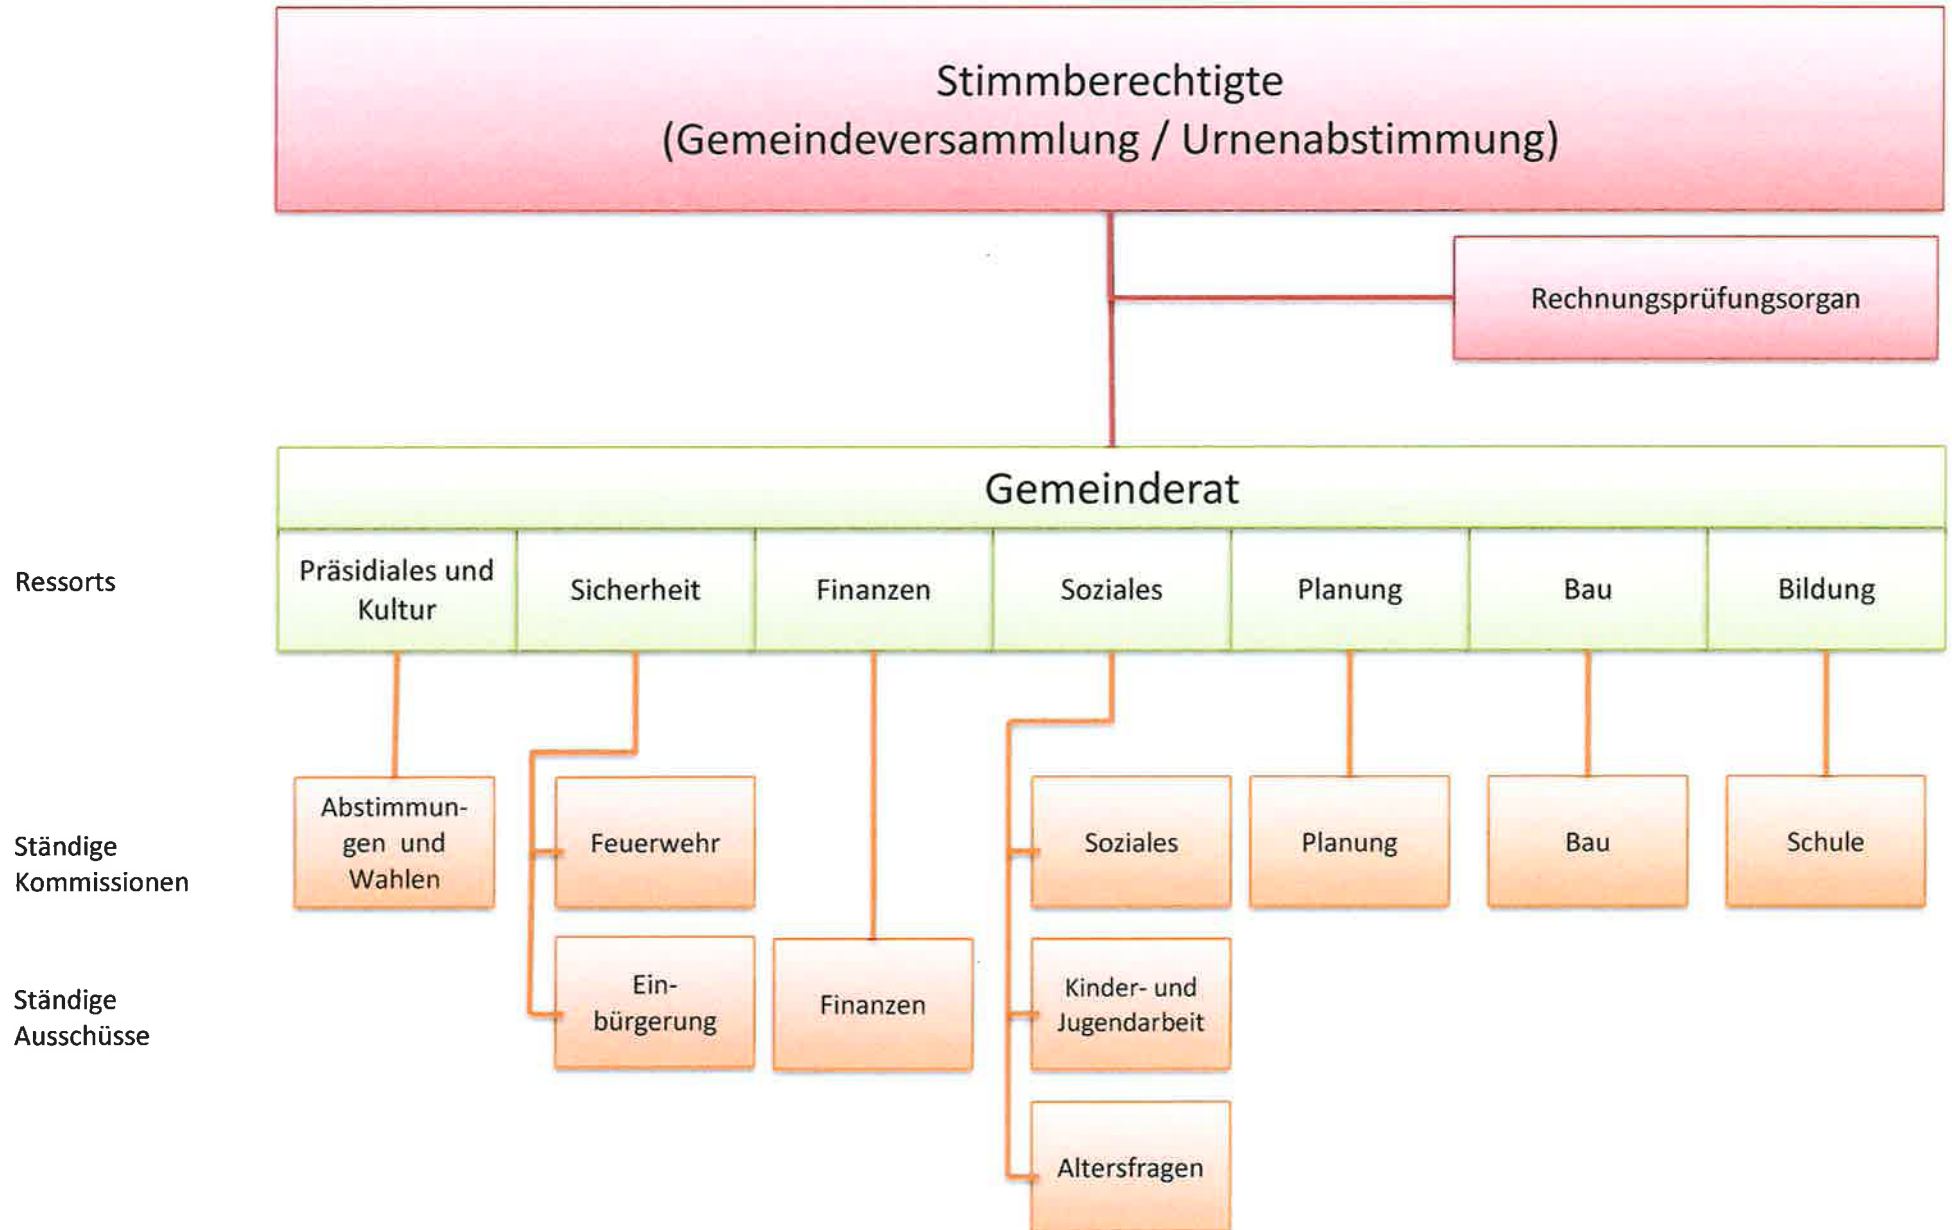 Stimmberechtigte
(Gemeindeversammlung / Urnenabstimmung)
Rechnungsprüfungsorgan
Gemeinderat
Ressorts
Präsidiales und
Kultur
Sicherheit
Finanzen
Soziales
Planung
Bau
Bildung
Ständige
Kommissionen
Abstimmun-
gen und
Wahlen
Feuerwehr
Soziales
Planung
Bau
Schule
Ständige
Ausschüsse
Ein-
bürgerung
Finanzen
Kinder- und
Jugendarbeit
Altersfragen